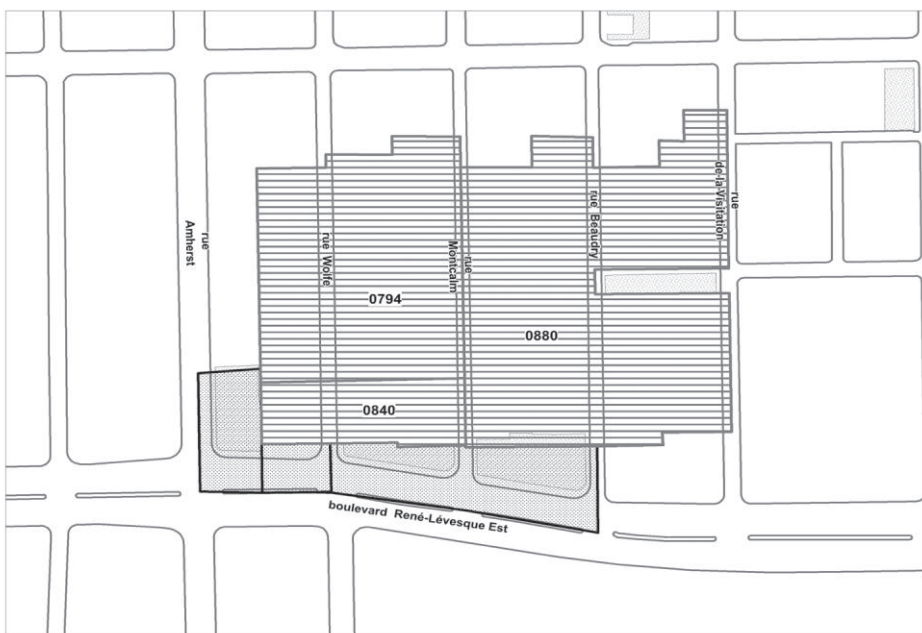 rue
Amherst
rue Wolfe
rue
Montcalm
rue Beaudry
rue
de la Visitation
0794
0880
0840
boulevard René-Lévesque Est